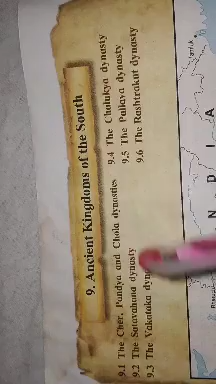 9. Ancient Kingdoms of the South
9.1 The Cher, Pandya and Chola dynasties
9.2 The Satavahana dynasty
9.3 The Vakataka
9.4 The Chalukya dynasty
9.5 The Pallava dynasty
9.6 The Rashtrakut dynasty
N D I A